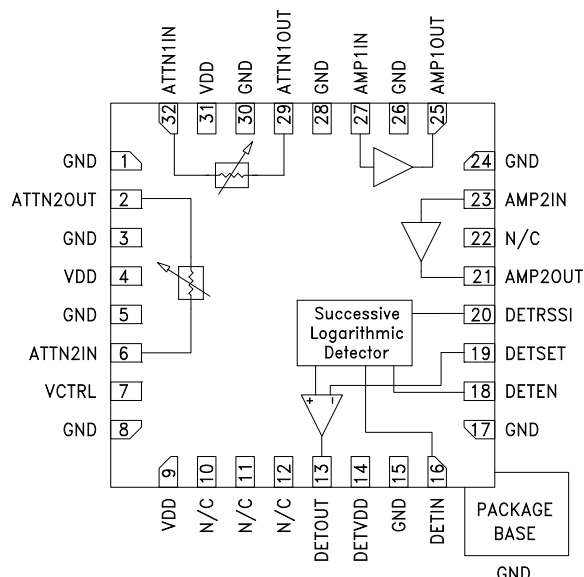 ATTN1IN
VDD
GND
ATTN1OUT
GND
AMP1IN
GND
AMP1OUT
32
31
30
29
28
27
26
25
GND 1
ATTN2OUT 2
GND 3
VDD 4
GND 5
ATTN2IN 6
VCTRL 7
GND 8
24 GND
23 AMP2IN
22 N/C
21 AMP2OUT
20 DETRSSI
19 DETSET
18 DETEN
17 GND
Successive
Logarithmic
Detector
+ −
9
10
11
12
13
14
15
16
VDD
N/C
N/C
N/C
DETOUT
DETVDD
GND
DETIN
PACKAGE
BASE
GND